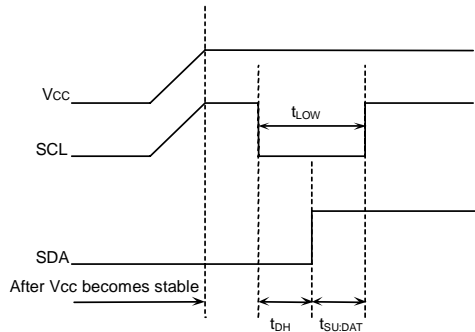 VCC
tLOW
SCL
SDA
After Vcc becomes stable
tDH
tSU:DAT